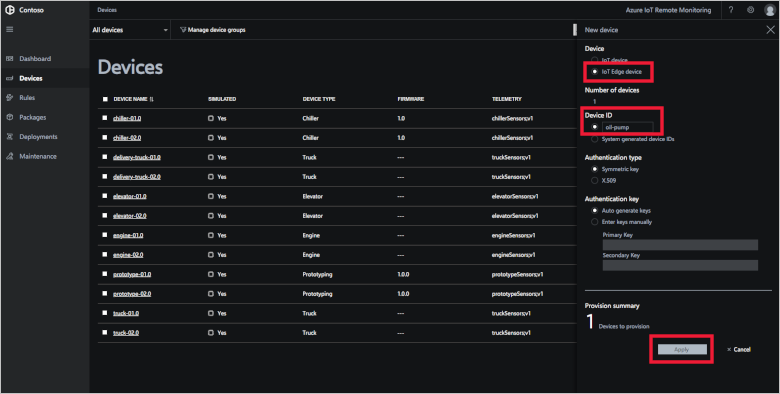 Contoso
Devices
Azure IoT Remote Monitoring
?
New device
All devices
Manage device groups
Dashboard
Devices
Rules
Packages
Deployments
Maintenance
Devices
DEVICE NAME SIMULATED DEVICE TYPE FIRMWARE TELEMETRY
chiller-01.0 Yes Chiller 1.0 chillerSensors;v1
chiller-02.0 Yes Chiller 1.0 chillerSensors;v1
delivery-truck-01.0 Yes Truck --- truckSensors;v1
delivery-truck-02.0 Yes Truck --- truckSensors;v1
elevator-01.0 Yes Elevator --- elevatorSensors;v1
elevator-02.0 Yes Elevator --- elevatorSensors;v1
engine-01.0 Yes Engine --- engineSensors;v1
engine-02.0 Yes Engine --- engineSensors;v1
prototype-01.0 Yes Prototyping 1.0.0 prototypeSensors;v1
prototype-02.0 Yes Prototyping 1.0.0 prototypeSensors;v1
truck-01.0 Yes Truck --- truckSensors;v1
truck-02.0 Yes Truck --- truckSensors;v1
Device
IoT device
IoT Edge device
Number of devices
1
Device ID
oil-pump
System generated device IDs
Authentication type
Symmetric key
X.509
Authentication key
Auto generate keys
Enter keys manually
Primary Key
Secondary Key
Provision summary
1 Devices to provision
Apply
× Cancel